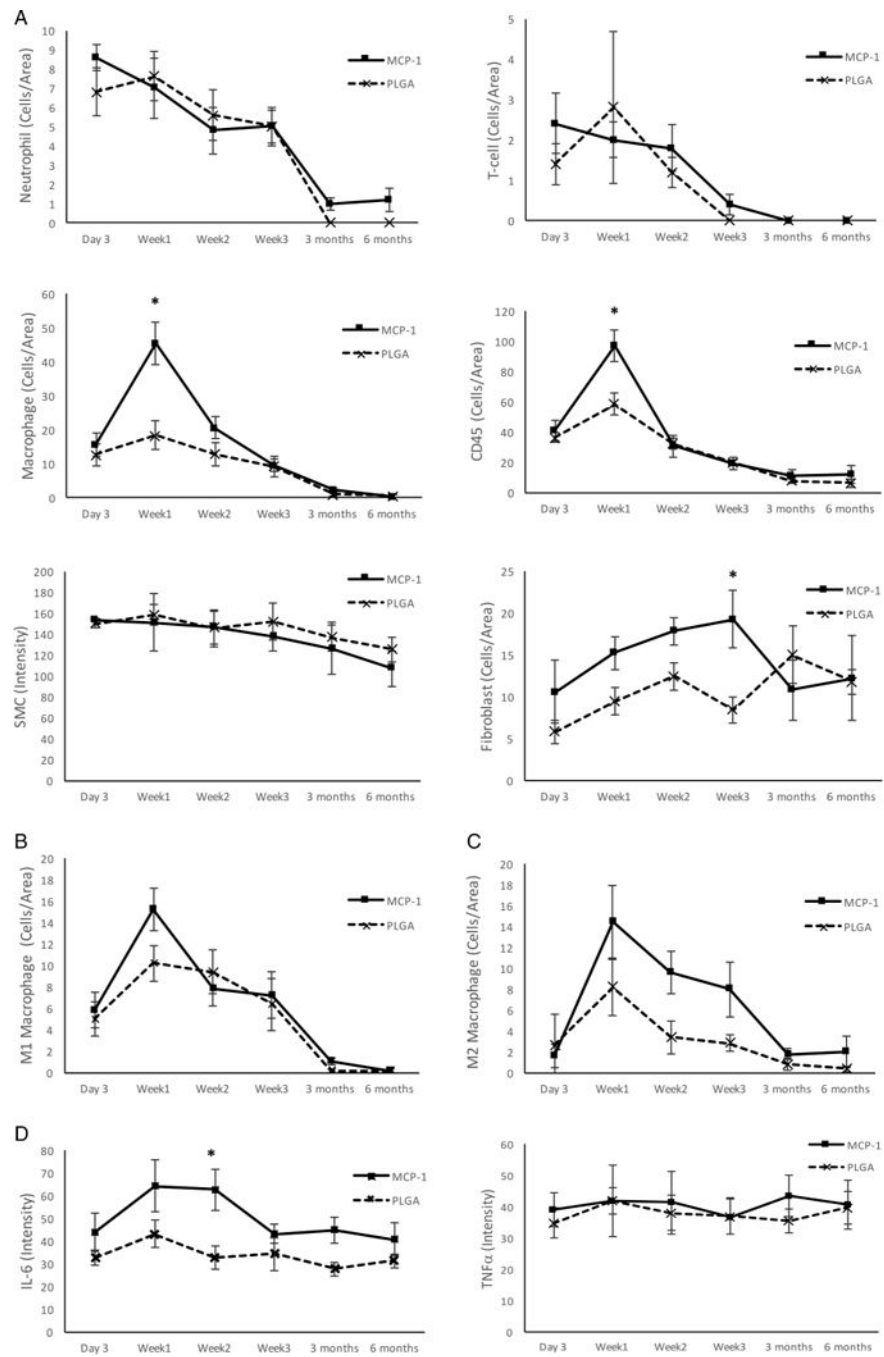 A
Neutrophil (Cells/Area)
10
9
8
7
6
5
4
3
2
1
0
Day 3 Week1 Week2 Week3 3 months 6 months
MCP-1
PLGA
T-cell (Cells/Area)
5
4
3
2
1
0
Day 3 Week1 Week2 Week3 3 months 6 months
MCP-1
PLGA
Macrophage (Cells/Area)
60
50
40
30
20
10
0
*
Day 3 Week1 Week2 Week3 3 months 6 months
MCP-1
PLGA
CD45 (Cells/Area)
120
100
80
60
40
20
0
*
Day 3 Week1 Week2 Week3 3 months 6 months
MCP-1
PLGA
SMC (Intensity)
200
180
160
140
120
100
80
60
40
20
0
Day 3 Week1 Week2 Week3 3 months 6 months
MCP-1
PLGA
Fibroblast (Cells/Area)
25
20
15
10
5
0
*
Day 3 Week1 Week2 Week3 3 months 6 months
MCP-1
PLGA
B
M1 Macrophage (Cells/Area)
20
18
16
14
12
10
8
6
4
2
0
Day 3 Week1 Week2 Week3 3 months 6 months
MCP-1
PLGA
C
M2 Macrophage (Cells/Area)
20
18
16
14
12
10
8
6
4
2
0
Day 3 Week1 Week2 Week3 3 months 6 months
MCP-1
PLGA
D
IL-6 (Intensity)
80
70
60
50
40
30
20
10
0
*
Day 3 Week1 Week2 Week3 3 months 6 months
MCP-1
PLGA
TNFα (Intensity)
60
50
40
30
20
10
0
Day 3 Week1 Week2 Week3 3 months 6 months
MCP-1
PLGA